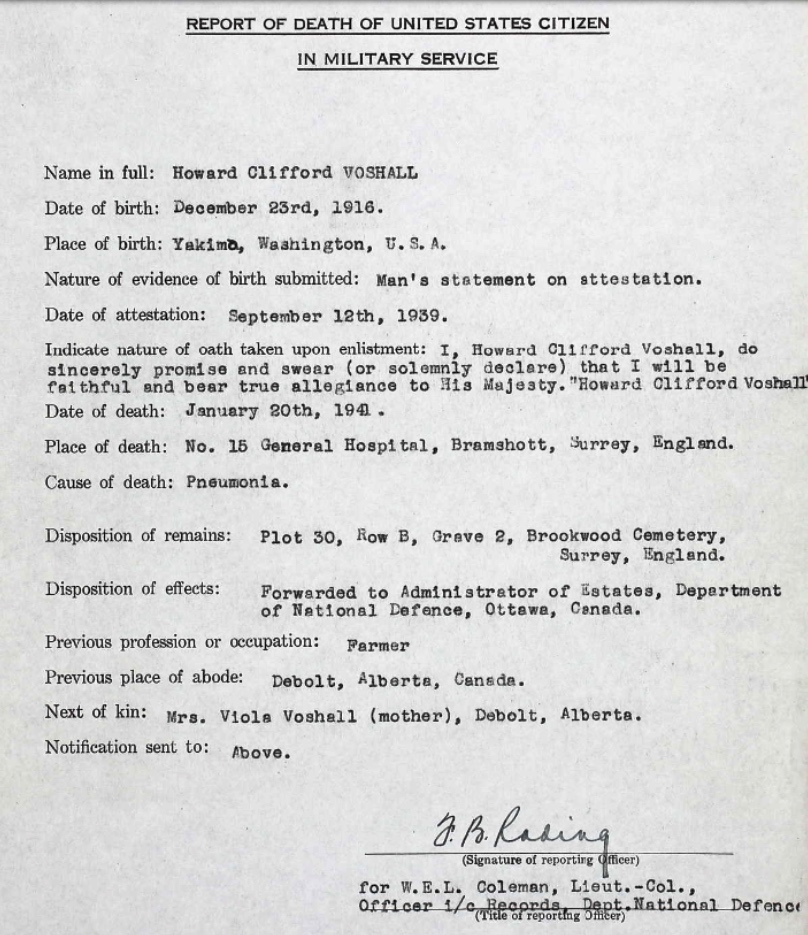 REPORT OF DEATH OF UNITED STATES CITIZEN
IN MILITARY SERVICE
Name in full: Howard Clifford VOSHALL
Date of birth: December 23rd, 1916.
Place of birth: Yakima, Washington, U.S.A.
Nature of evidence of birth submitted: Man's statement on attestation.
Date of attestation: September 12th, 1939.
Indicate nature of oath taken upon enlistment: I, Howard Clifford Voshall, do
sincerely promise and swear (or solemnly declare) that I will be
faithful and bear true allegiance to His Majesty."Howard Clifford Voshall"
Date of death: January 20th, 1941.
Place of death: No. 15 General Hospital, Bramshott, Surrey, England.
Cause of death: Pneumonia.
Disposition of remains: Plot 30, Row B, Grave 2, Brookwood Cemetery,
Surrey, England.
Disposition of effects: Forwarded to Administrator of Estates, Department
of National Defence, Ottawa, Canada.
Previous profession or occupation: Farmer
Previous place of abode: Debolt, Alberta, Canada.
Next of kin: Mrs. Viola Voshall (mother), Debolt, Alberta.
Notification sent to: Above.
F. B.
(Signature of reporting Officer)
for W.E.L. Coleman, Lieut.-Col.,
Officer i/c Records, Dept.National Defence
(Title of reporting Officer)